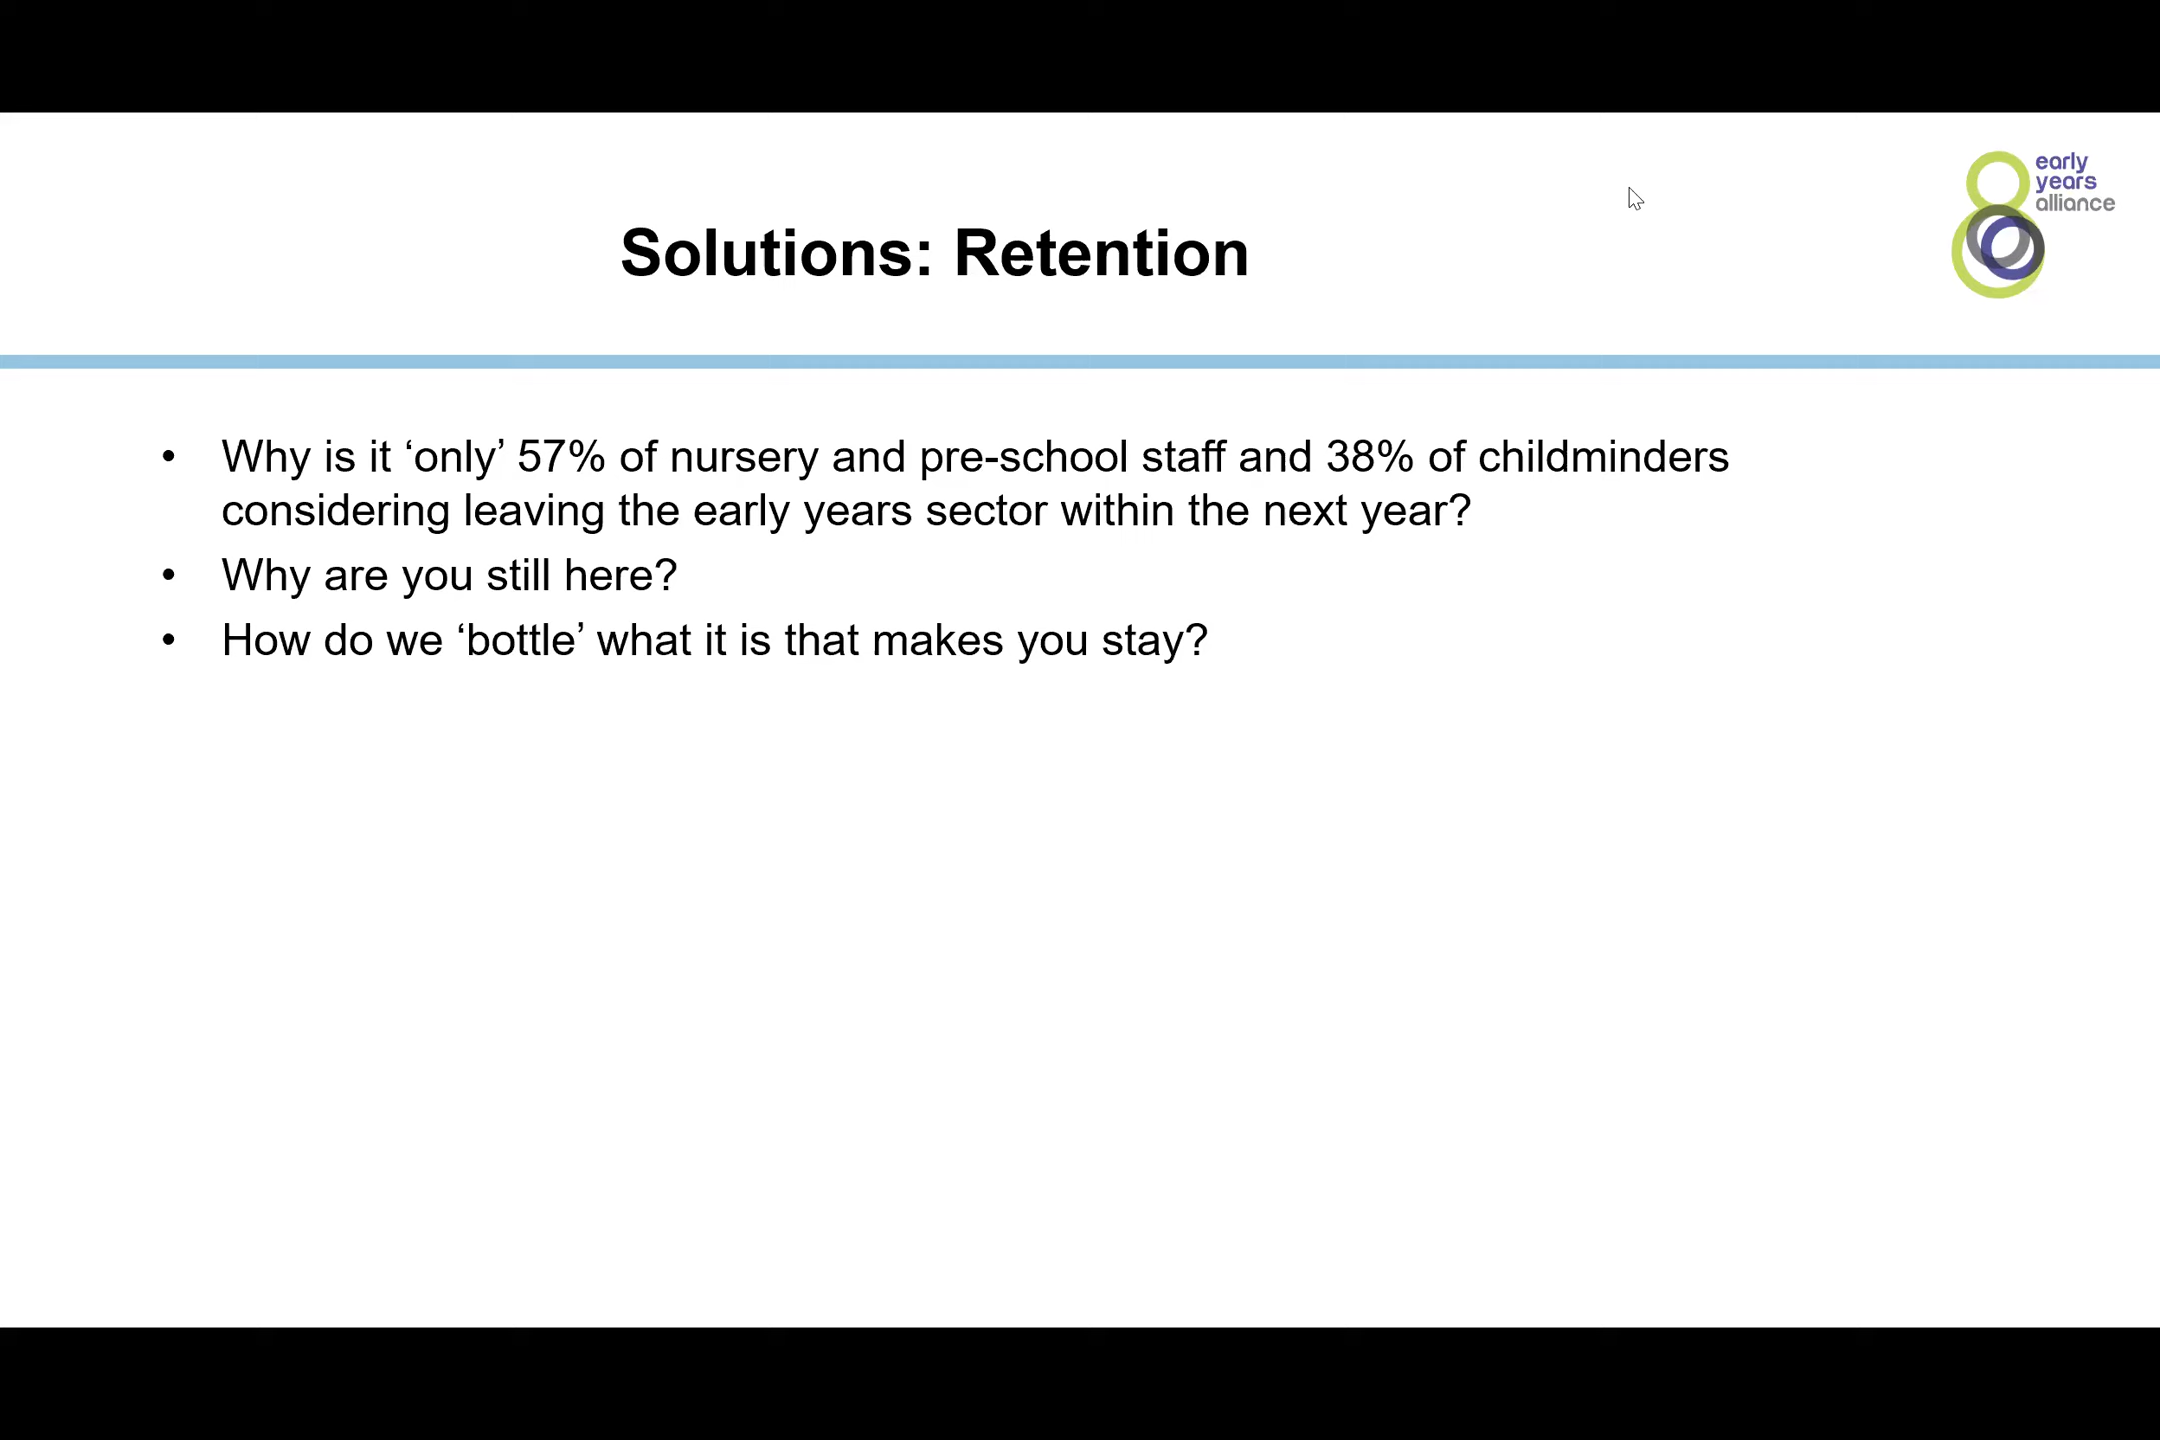 early
years
alliance
Solutions: Retention
• Why is it ‘only’ 57% of nursery and pre-school staff and 38% of childminders
considering leaving the early years sector within the next year?
• Why are you still here?
• How do we ‘bottle’ what it is that makes you stay?